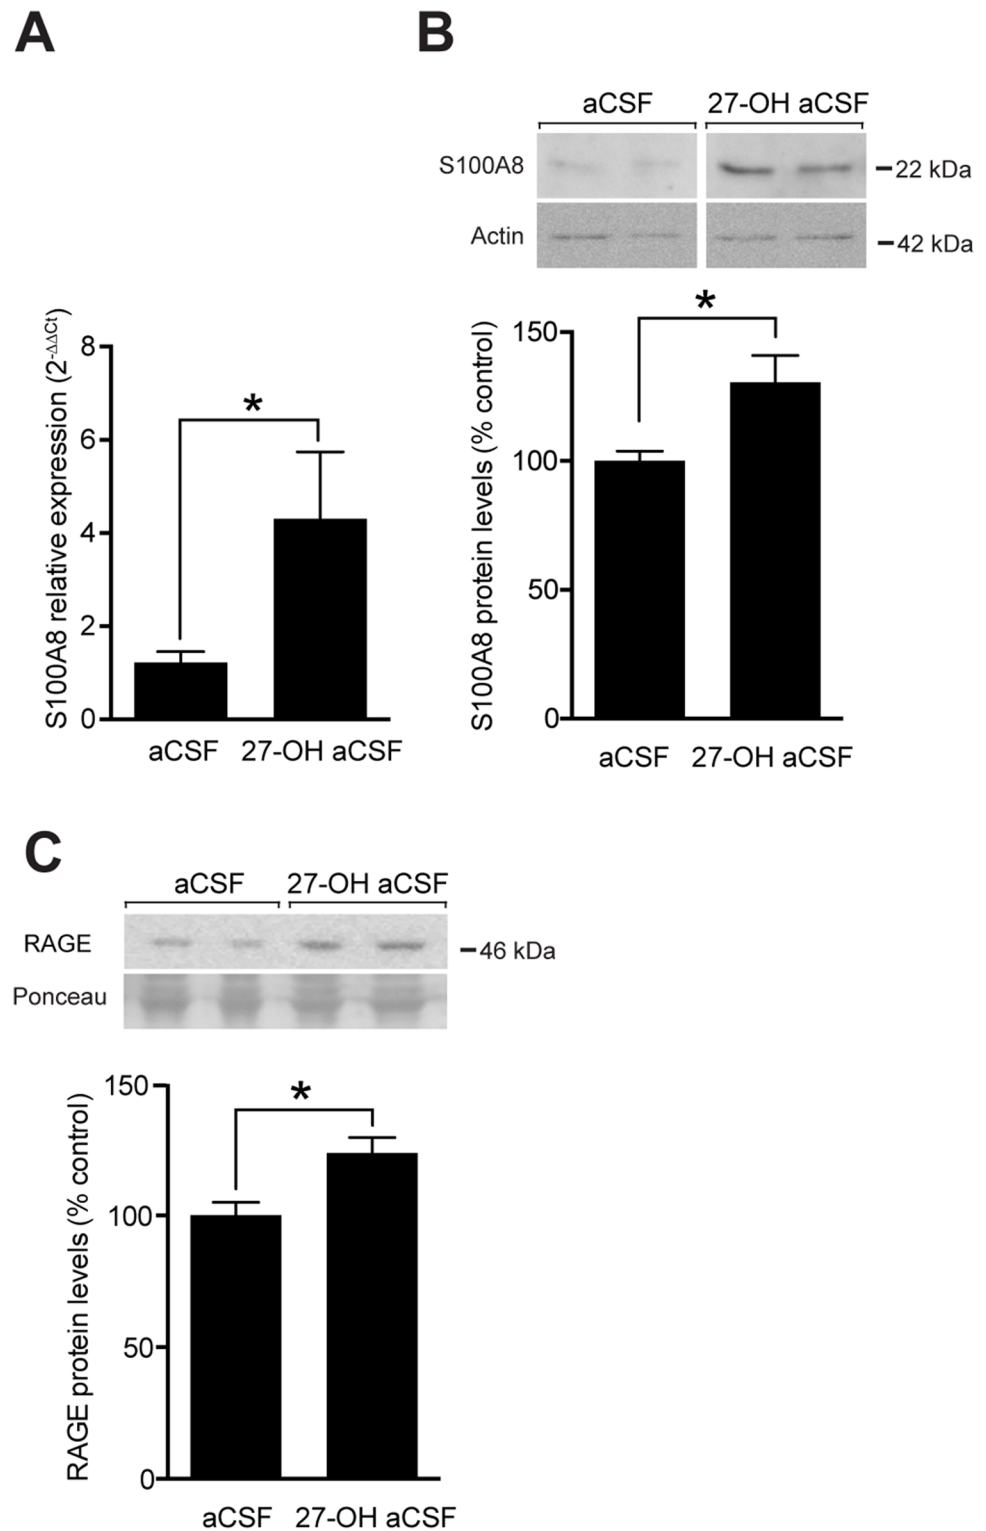 A
S100A8 relative expression (2-ΔΔCt)
8
6
4
2
0
*
aCSF 27-OH aCSF
B
aCSF 27-OH aCSF
S100A8 22 kDa
Actin 42 kDa
S100A8 protein levels (% control)
150
100
50
0
*
aCSF 27-OH aCSF
C
aCSF 27-OH aCSF
RAGE 46 kDa
Ponceau
RAGE protein levels (% control)
150
100
50
0
*
aCSF 27-OH aCSF